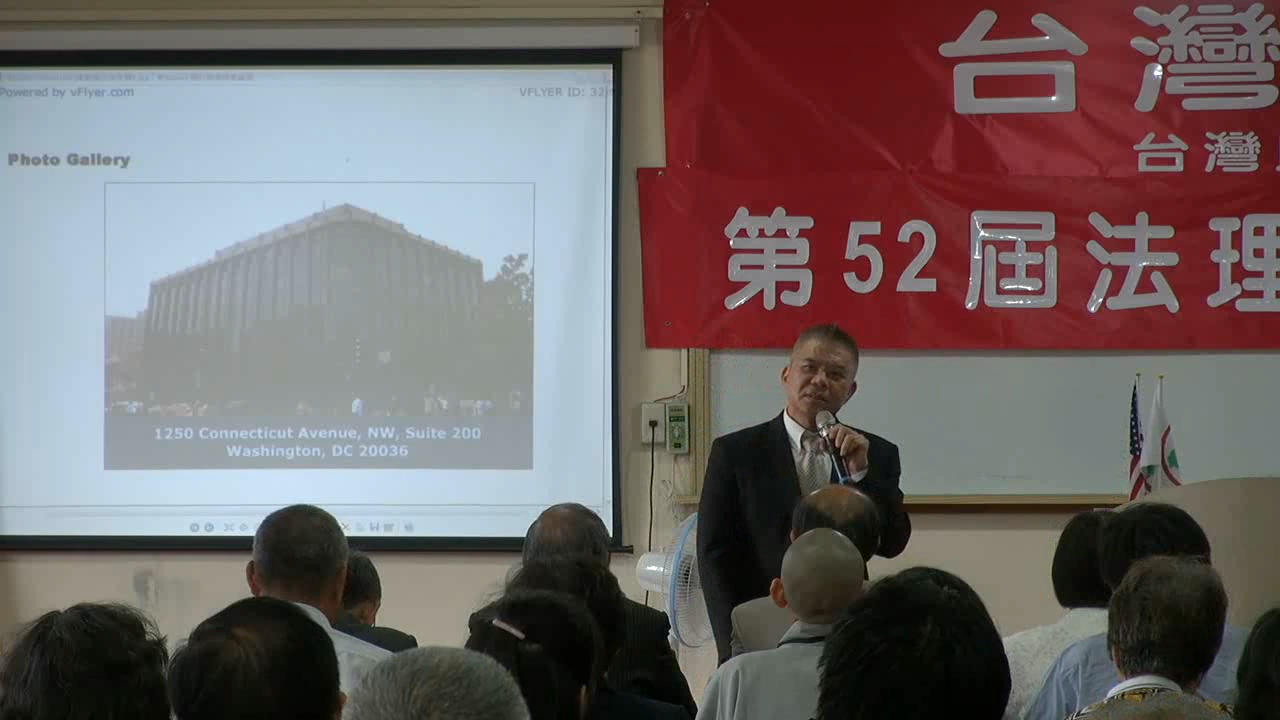 Powered by vFlyer.com
VFLYER ID: 32
Photo Gallery
1250 Connecticut Avenue, NW, Suite 200
Washington, DC 20036
台灣
台灣
第52屆法理